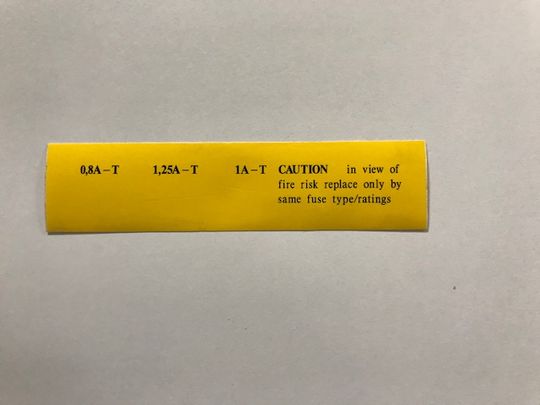 0,8A–T 1,25A–T 1A–T CAUTION in view of
fire risk replace only by
same fuse type/ratings